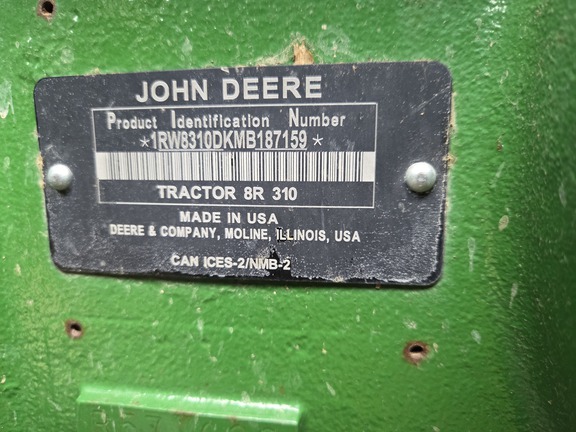 JOHN DEERE
Product Identification Number
*1RW8310DKMB187159*
TRACTOR 8R 310
MADE IN USA
DEERE & COMPANY, MOLINE, ILLINOIS, USA
CAN ICES-2/NMB-2